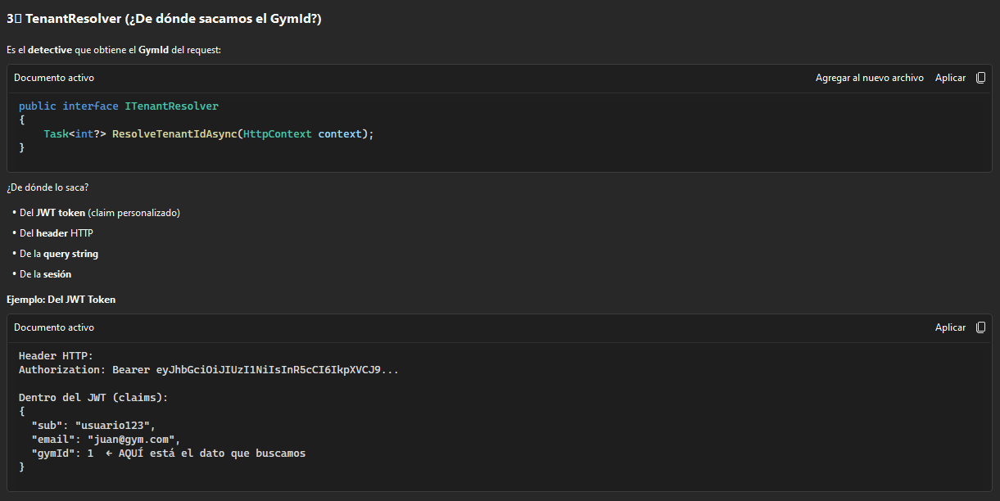 3▯ TenantResolver (¿De dónde sacamos el GymId?)
Es el detective que obtiene el GymId del request:
Documento activo Agregar al nuevo archivo Aplicar
public interface ITenantResolver
{
    Task<int?> ResolveTenantIdAsync(HttpContext context);
}
¿De dónde lo saca?
• Del JWT token (claim personalizado)
• Del header HTTP
• De la query string
• De la sesión
Ejemplo: Del JWT Token
Documento activo Aplicar
Header HTTP:
Authorization: Bearer eyJhbGciOiJIUzI1NiIsInR5cCI6IkpXVCJ9...
Dentro del JWT (claims):
{
  "sub": "usuario123",
  "email": "juan@gym.com",
  "gymId": 1  ← AQUÍ está el dato que buscamos
}